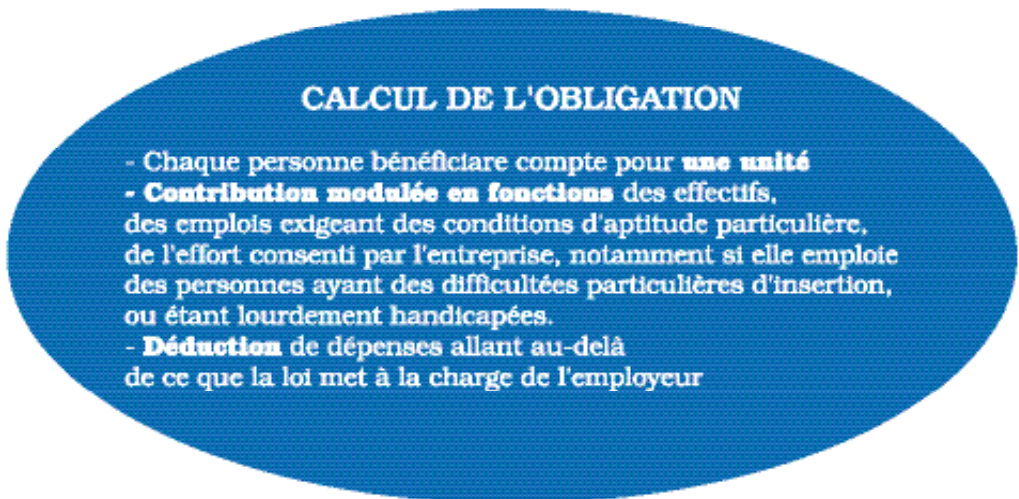 CALCUL DE L'OBLIGATION
- Chaque personne bénéficiare compte pour une unité
- Contribution modulée en fonctions des effectifs,
des emplois exigeant des conditions d'aptitude particulière,
de l'effort consenti par l'entreprise, notamment si elle emploie
des personnes ayant des difficultées particulières d'insertion,
ou étant lourdement handicapées.
- Déduction de dépenses allant au-delà
de ce que la loi met à la charge de l'employeur